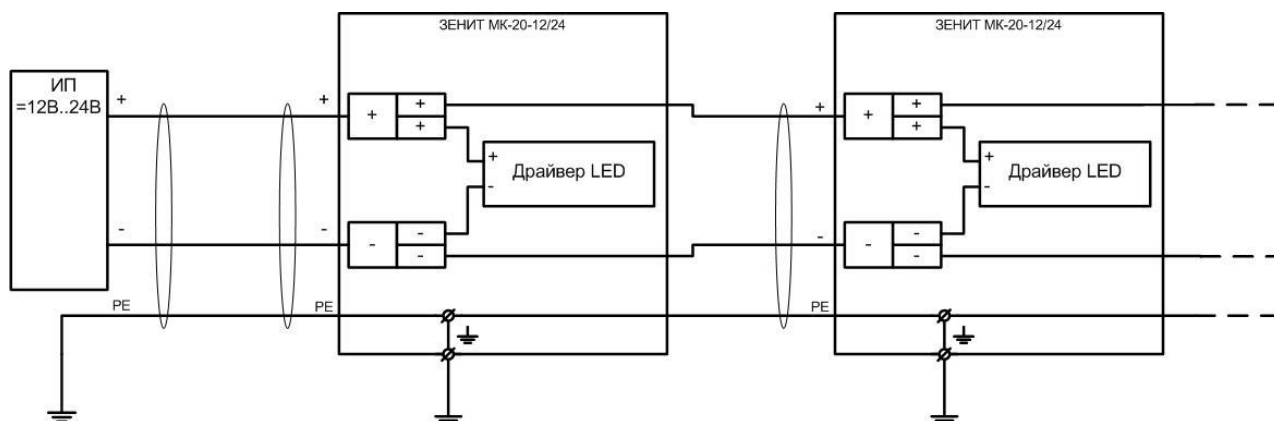 ЗЕНИТ МК-20-12/24
ЗЕНИТ МК-20-12/24
ИП
=12В..24В
+
+
+
+
+
+
Драйвер LED
-
+
+
+
+
+
Драйвер LED
-
-
-
-
-
-
-
-
-
-
PE
PE
PE